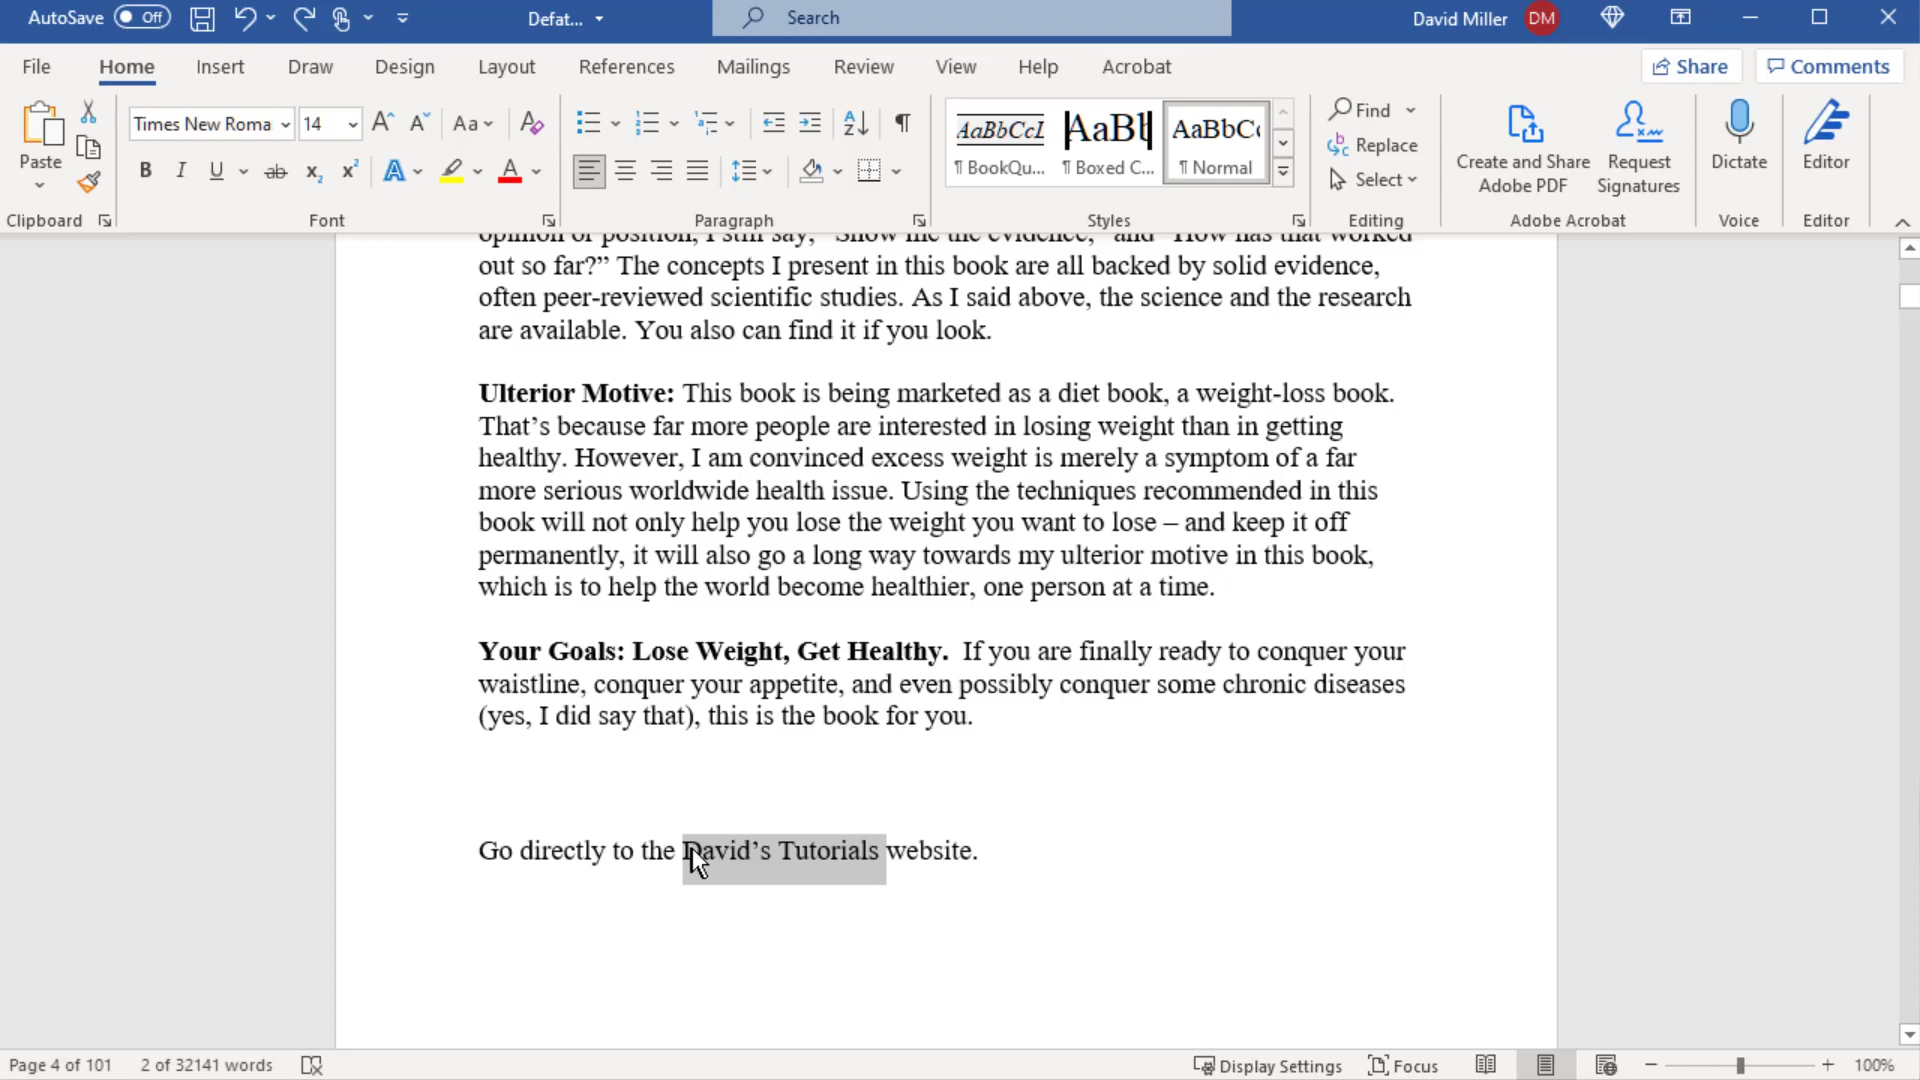 AutoSave Off Defat... Search David Miller DM
File Home Insert Draw Design Layout References Mailings Review View Help Acrobat Share Comments
Paste Times New Roma 14 Aa AaBbCcI AaBb AaBbC Find
¶ BookQu... ¶ Boxed C... ¶ Normal Replace Select
B I U ab x₂ x² A A
Create and Share Adobe PDF Request Signatures Dictate Editor
Clipboard Font Paragraph Styles Editing Adobe Acrobat Voice Editor
opinion or position, I still say, “Show me the evidence,” and “How has that worked
out so far?” The concepts I present in this book are all backed by solid evidence,
often peer-reviewed scientific studies. As I said above, the science and the research
are available. You also can find it if you look.
Ulterior Motive: This book is being marketed as a diet book, a weight-loss book.
That’s because far more people are interested in losing weight than in getting
healthy. However, I am convinced excess weight is merely a symptom of a far
more serious worldwide health issue. Using the techniques recommended in this
book will not only help you lose the weight you want to lose – and keep it off
permanently, it will also go a long way towards my ulterior motive in this book,
which is to help the world become healthier, one person at a time.
Your Goals: Lose Weight, Get Healthy. If you are finally ready to conquer your
waistline, conquer your appetite, and even possibly conquer some chronic diseases
(yes, I did say that), this is the book for you.
Go directly to the David’s Tutorials website.
Page 4 of 101 2 of 32141 words Display Settings Focus 100%